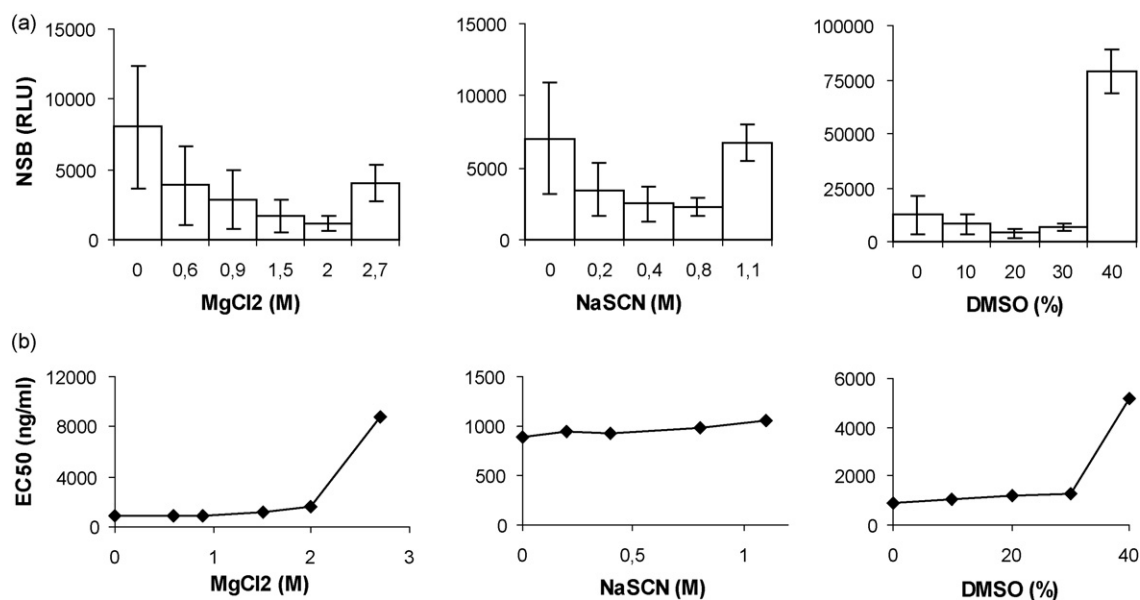 (a)
NSB (RLU)
15000
10000
5000
0
0 0,6 0,9 1,5 2 2,7
MgCl2 (M)
15000
10000
5000
0
0 0,2 0,4 0,8 1,1
NaSCN (M)
100000
75000
50000
25000
0
0 10 20 30 40
DMSO (%)
(b)
EC50 (ng/ml)
12000
8000
4000
0
0 1 2 3
MgCl2 (M)
1500
1000
500
0
0 0,5 1
NaSCN (M)
6000
4000
2000
0
0 20 40
DMSO (%)